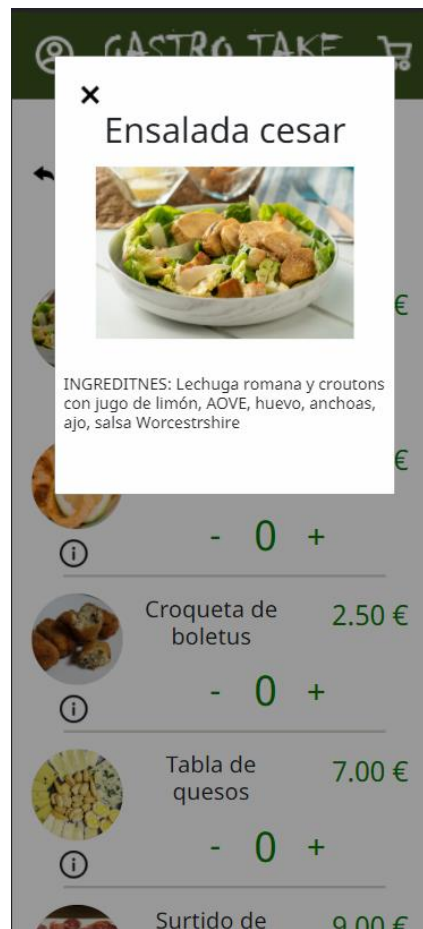 GASTRO TAKE
×
Ensalada cesar
€
INGREDITNES: Lechuga romana y croutons
con jugo de limón, AOVE, huevo, anchoas,
ajo, salsa Worcestrshire
€
- 0 +
Croqueta de
boletus
2.50 €
- 0 +
Tabla de
quesos
7.00 €
- 0 +
Surtido de
9.00 €